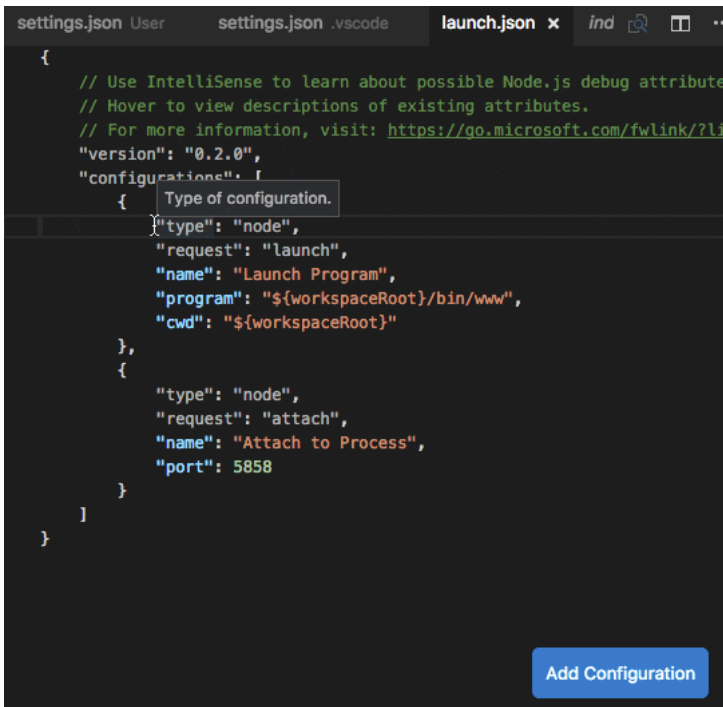 settings.json User settings.json .vscode launch.json × ind
{
// Use IntelliSense to learn about possible Node.js debug attribute
// Hover to view descriptions of existing attributes.
// For more information, visit: https://go.microsoft.com/fwlink/?li
"version": "0.2.0",
"configurations": [
{
Type of configuration.
"type": "node",
"request": "launch",
"name": "Launch Program",
"program": "${workspaceRoot}/bin/www",
"cwd": "${workspaceRoot}"
},
{
"type": "node",
"request": "attach",
"name": "Attach to Process",
"port": 5858
}
]
}
Add Configuration